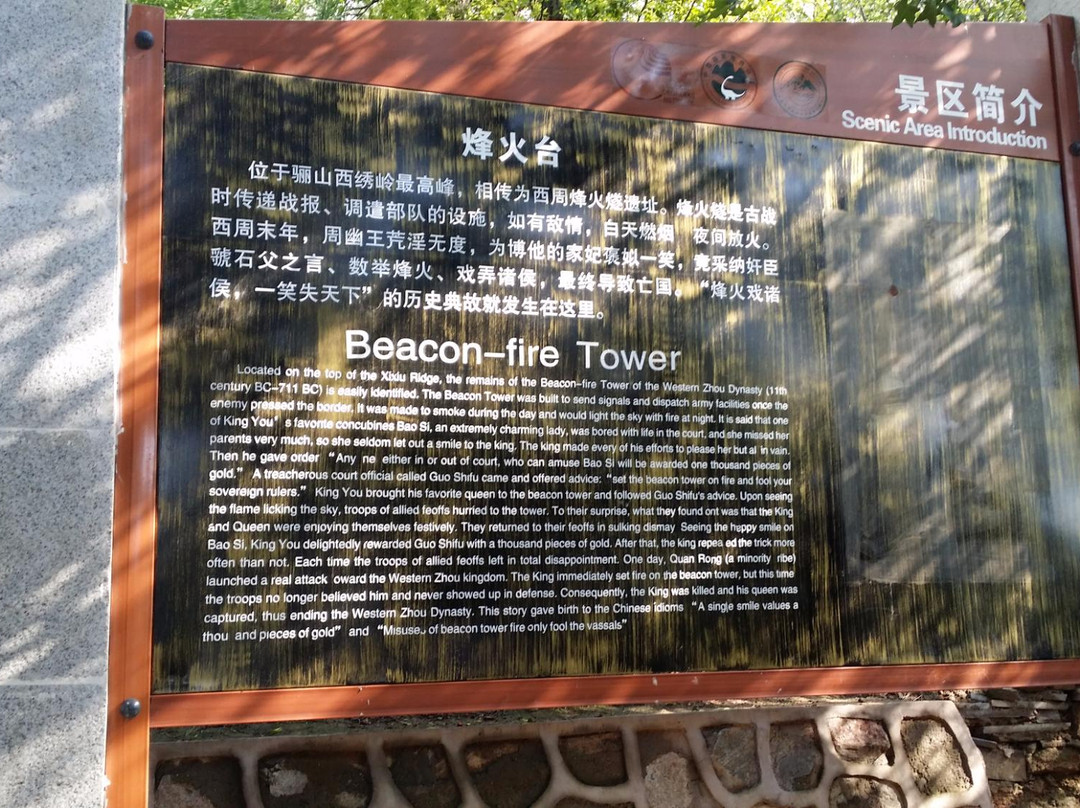 景区简介
Scenic Area Introduction
烽火台
位于骊山西绣岭最高峰，相传为西周烽火燧遗址。烽火燧是古战
时传递战报、调遣部队的设施，如有敌情，白天燃烟 夜间放火。
西周末年，周幽王荒淫无度，为博他的家妃褒姒一笑，竟采纳奸臣
虢石父之言、数举烽火、戏弄诸侯，最终导致亡国。“烽火戏诸
侯，一笑失天下”的历史典故就发生在这里。
Beacon-fire Tower
Located on the top of the Xixiu Ridge, the remains of the Beacon-fire Tower of the Western Zhou Dynasty (11th
century BC-711 BC) is easily identified. The Beacon Tower was built to send signals and dispatch army facilities once the
enemy pressed the border. It was made to smoke during the day and would light the sky with fire at night. It is said that one
of King You's favorite concubines Bao Si, an extremely charming lady, was bored with life in the court, and she missed her
parents very much, so she seldom let out a smile to the king. The king made every of his efforts to please her but al in vain.
Then he gave order “Any ne either in or out of court, who can amuse Bao Si will be awarded one thousand pieces of
gold.” A treacherous court official called Guo Shifu came and offered advice: “set the beacon tower on fire and fool your
sovereign rulers.” King You brought his favorite queen to the beacon tower and followed Guo Shifu's advice. Upon seeing
the flame licking the sky, troops of allied feoffs hurried to the tower. To their surprise, what they found ont was that the King
and Queen were enjoying themselves festively. They returned to their feoffs in sulking dismay Seeing the happy smile on
Bao Si, King You delightedly rewarded Guo Shifu with a thousand pieces of gold. After that, the king repea ed the trick more
often than not. Each time the troops of allied feoffs left in total disappointment. One day, Quan Rong (a minority ribe)
launched a real attack oward the Western Zhou kingdom. The King immediately set fire on the beacon tower, but this time
the troops no longer believed him and never showed up in defense. Consequently, the King was killed and his queen was
captured, thus ending the Western Zhou Dynasty. This story gave birth to the Chinese idioms “A single smile values a
thou and pieces of gold” and “Misuse of beacon tower fire only fool the vassals”